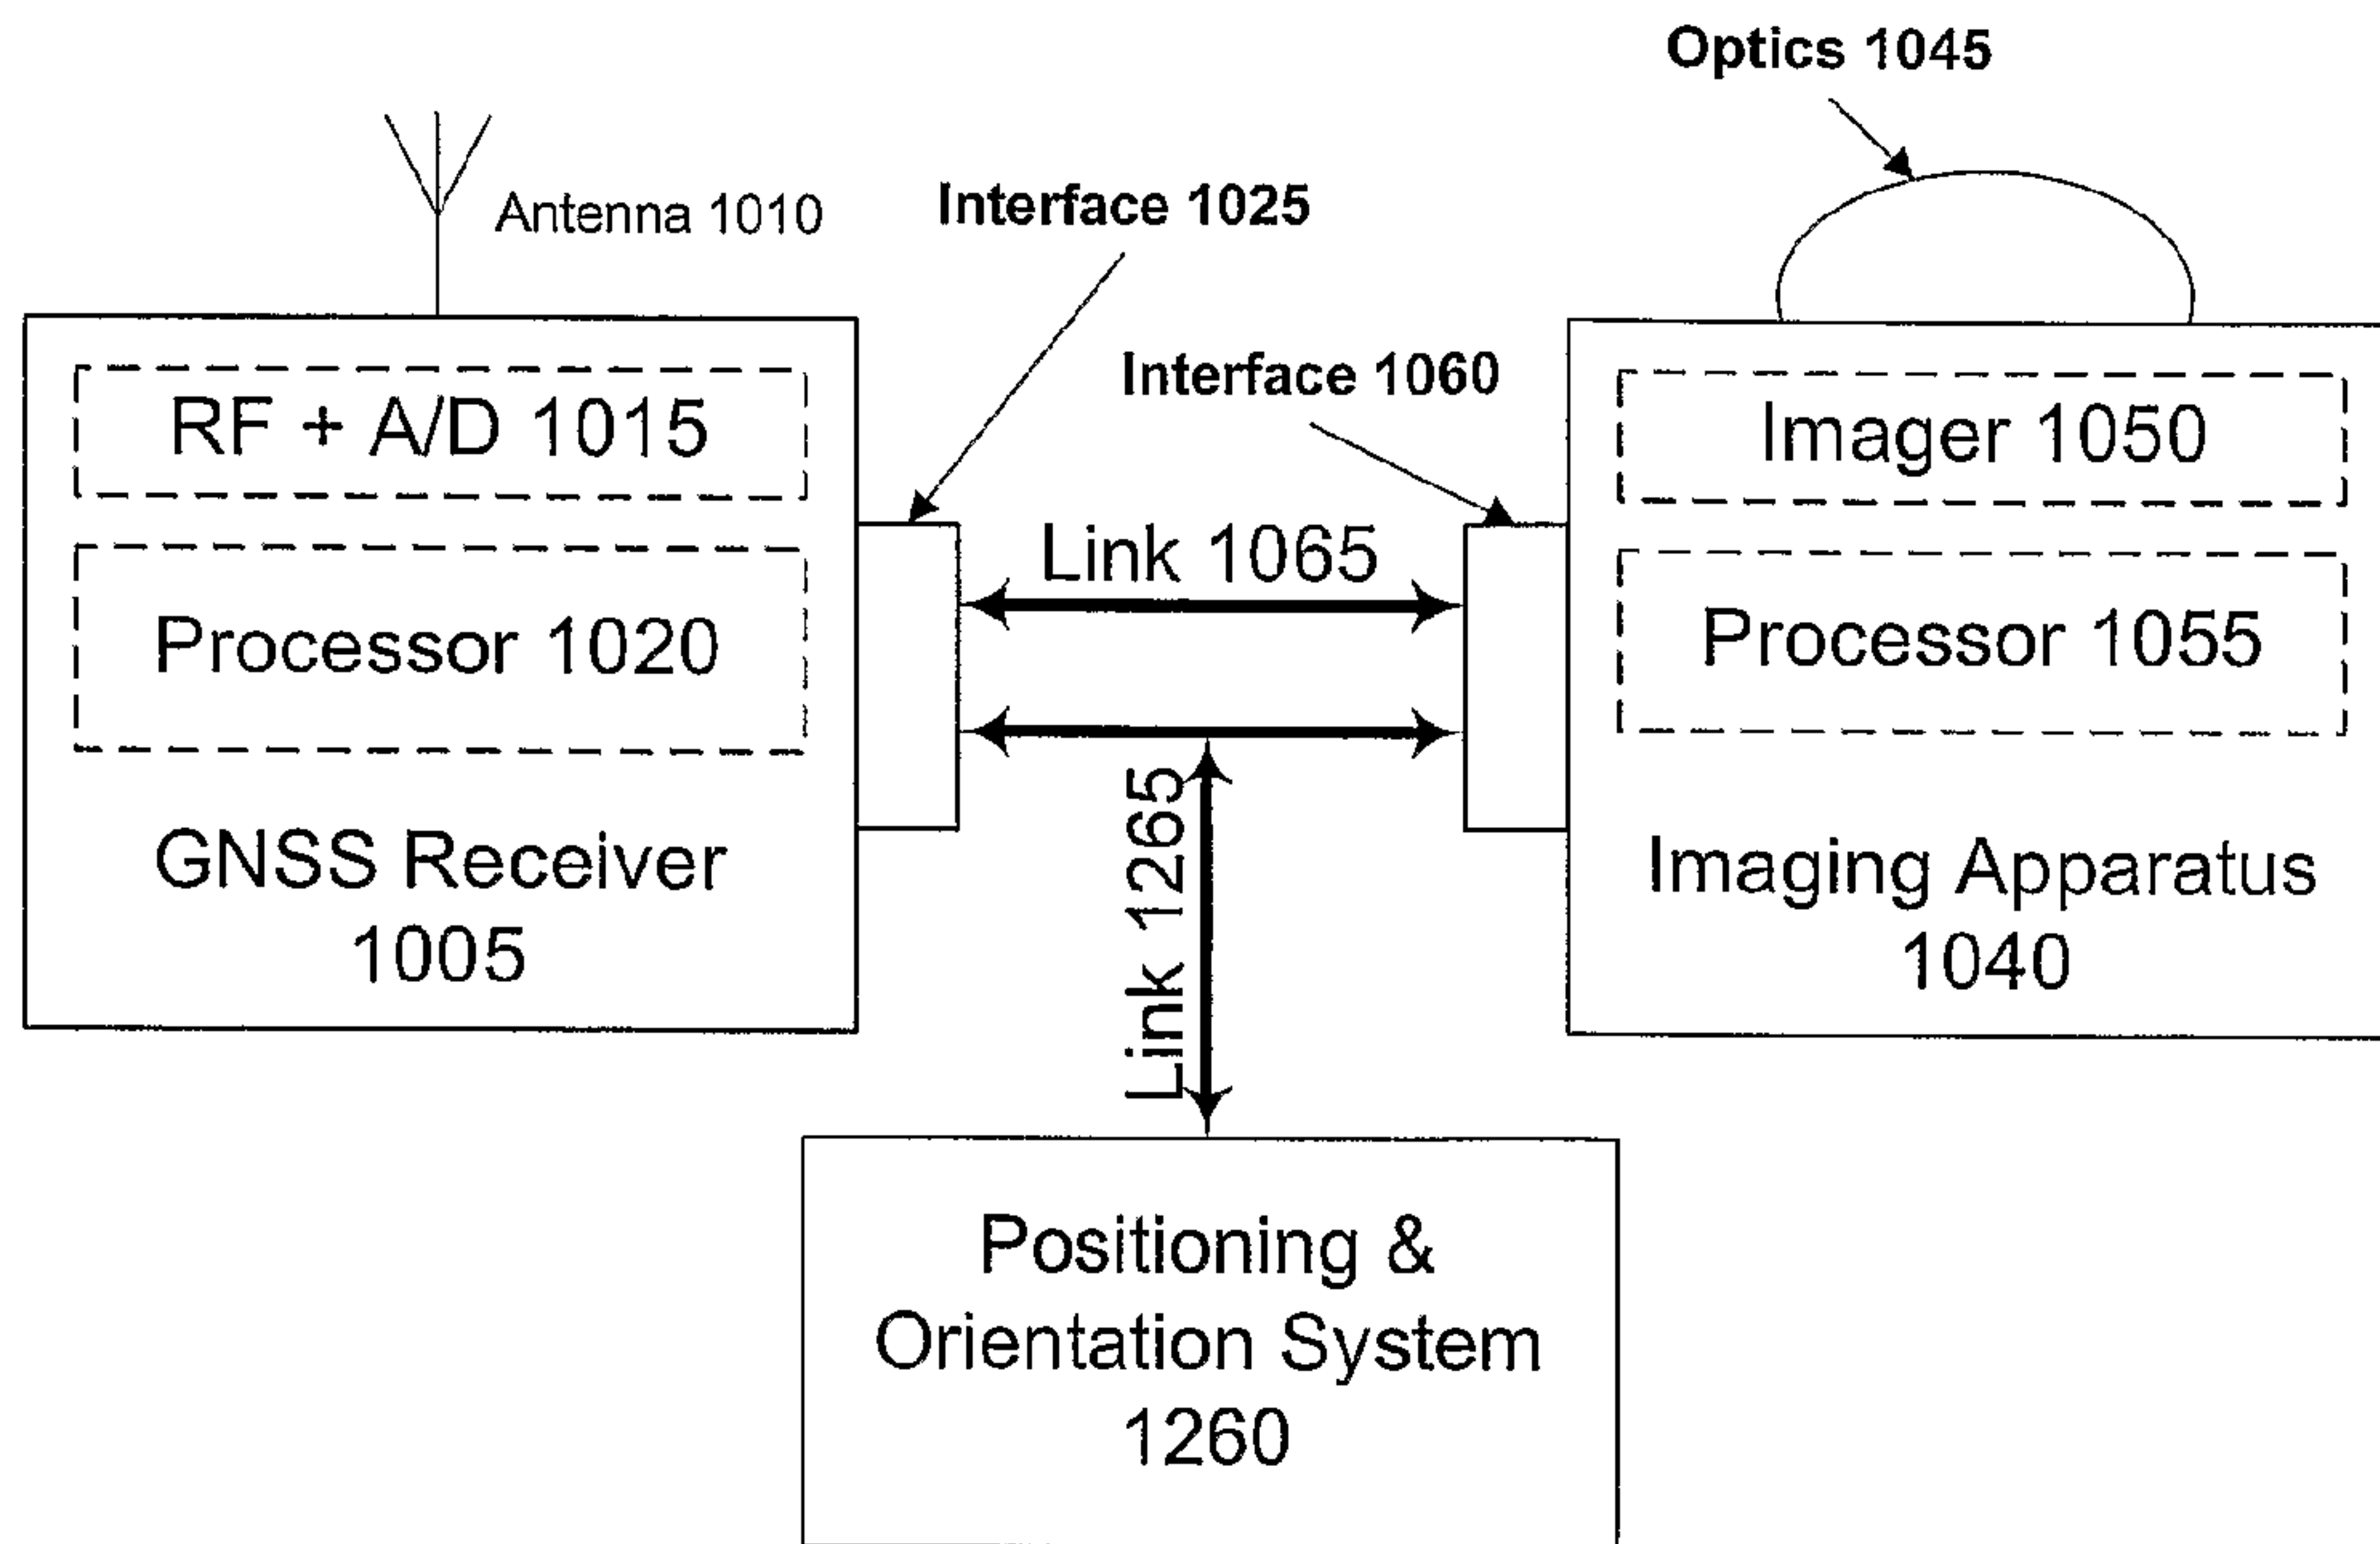 Optics 1045
Antenna 1010
Interface 1025
Interface 1060
RF + A/D 1015
Processor 1020
GNSS Receiver
1005
Link 1065
Link 1265
Imager 1050
Processor 1055
Imaging Apparatus
1040
Positioning &
Orientation System
1260